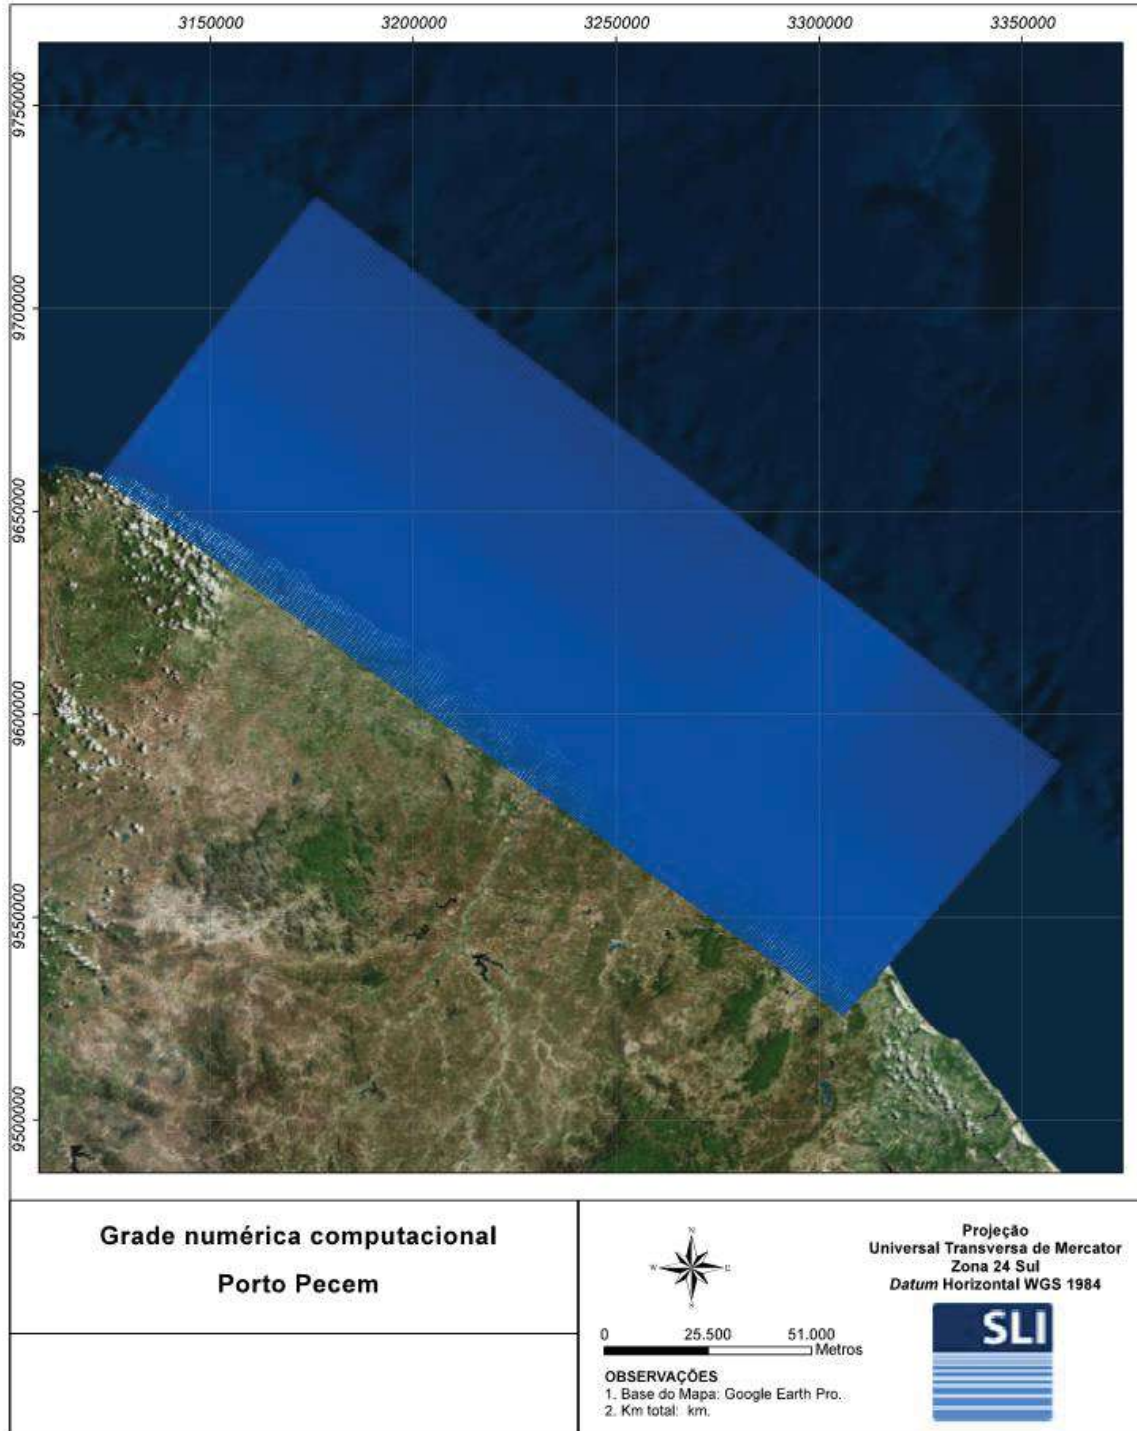 3150000 3200000 3250000 3300000 3350000
9750000
9700000
9650000
9600000
9550000
9500000
Grade numérica computacional
Porto Pecem
N
W E
S
0 25.500 51.000
Metros
OBSERVAÇÕES
1. Base do Mapa: Google Earth Pro.
2. Km total: km.
Projeção
Universal Transversa de Mercator
Zona 24 Sul
Datum Horizontal WGS 1984
SLI